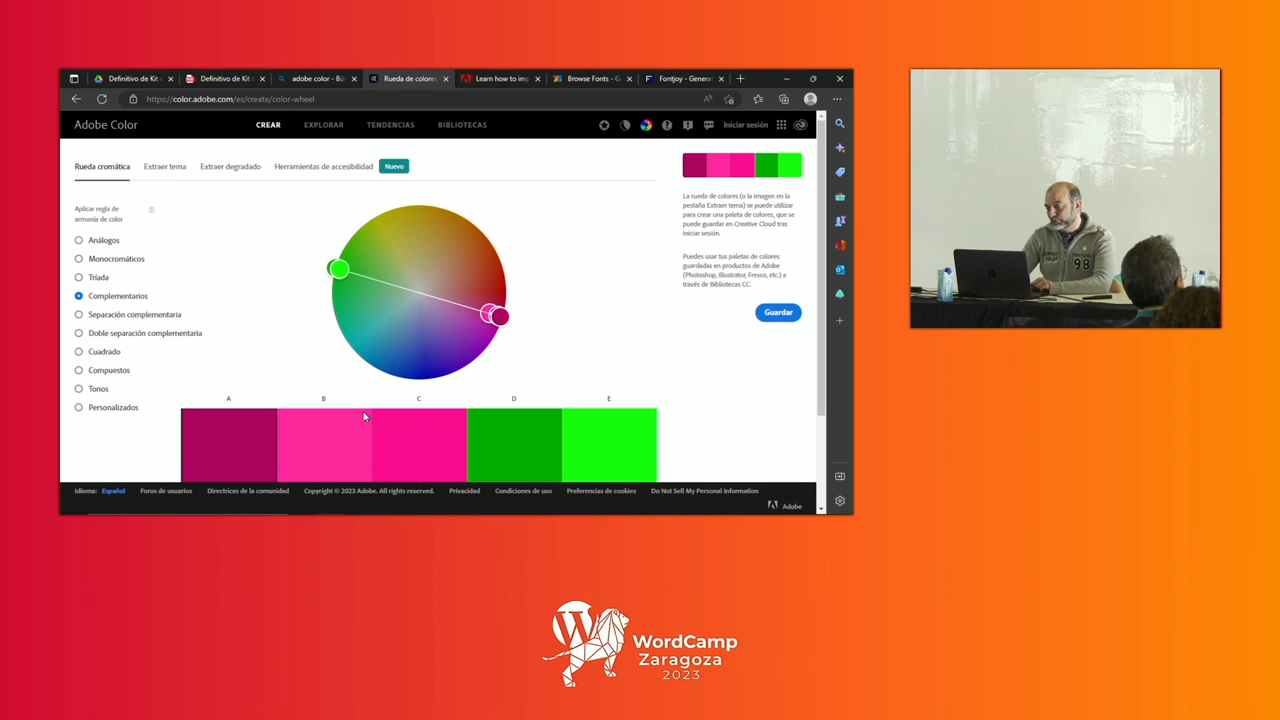 Definitivo de Kit d
Definitivo de Kit d
adobe color - Bús
Rueda de colores
Learn how to imp
Browse Fonts - G
Fontjoy - Generat
https://color.adobe.com/es/create/color-wheel
Adobe Color
CREAR
EXPLORAR
TENDENCIAS
BIBLIOTECAS
Iniciar sesión
Rueda cromática
Extraer tema
Extraer degradado
Herramientas de accesibilidad
Nuevo
Aplicar regla de
armonía de color
Análogos
Monocromáticos
Tríada
Complementarios
Separación complementaria
Doble separación complementaria
Cuadrado
Compuestos
Tonos
Personalizados
A
B
C
D
E
La rueda de colores (o la imagen en la
pestaña Extraer tema) se puede utilizar
para crear una paleta de colores, que se
puede guardar en Creative Cloud tras
iniciar sesión.
Puedes usar tus paletas de colores
guardadas en productos de Adobe
(Photoshop, Illustrator, Fresco, etc.) a
través de Bibliotecas CC.
Guardar
Idioma: Español
Foros de usuarios
Directrices de la comunidad
Copyright © 2023 Adobe. All rights reserved.
Privacidad
Condiciones de uso
Preferencias de cookies
Do Not Sell My Personal Information
Adobe
98
WordCamp
Zaragoza
2023